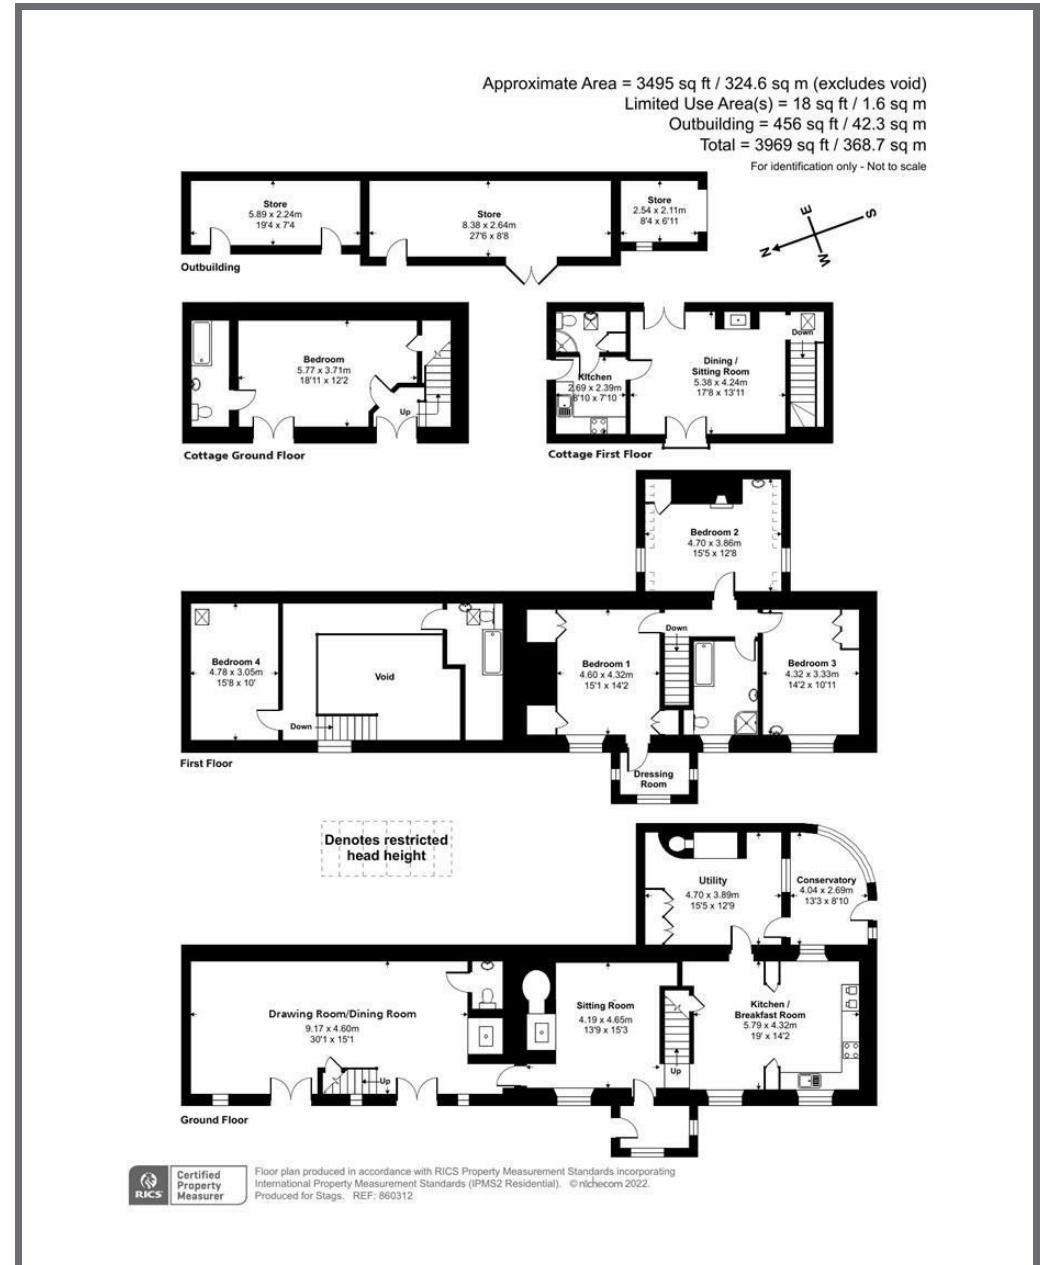 Approximate Area = 3495 sq ft / 324.6 sq m (excludes void)
Limited Use Area(s) = 18 sq ft / 1.6 sq m
Outbuilding = 456 sq ft / 42.3 sq m
Total = 3969 sq ft / 368.7 sq m
For identification only - Not to scale
Store
5.89 x 2.24m
19'4 x 7'4
Store
8.38 x 2.64m
27'6 x 8'8
Store
2.54 x 2.11m
8'4 x 6'11
Outbuilding
E
S
N
W
Bedroom
5.77 x 3.71m
18'11 x 12'2
Up
Cottage Ground Floor
Kitchen
2.69 x 2.39m
8'10 x 7'10
Dining /
Sitting Room
5.38 x 4.24m
17'8 x 13'11
Down
Cottage First Floor
Bedroom 2
4.70 x 3.86m
15'5 x 12'8
Bedroom 4
4.78 x 3.05m
15'8 x 10'
Void
Down
Bedroom 1
4.60 x 4.32m
15'1 x 14'2
Down
Bedroom 3
4.32 x 3.33m
14'2 x 10'11
Dressing
Room
First Floor
Denotes restricted
head height
Utility
4.70 x 3.89m
15'5 x 12'9
Conservatory
4.04 x 2.69m
13'3 x 8'10
Drawing Room/Dining Room
9.17 x 4.60m
30'1 x 15'1
Up
Sitting Room
4.19 x 4.65m
13'9 x 15'3
Up
Kitchen /
Breakfast Room
5.79 x 4.32m
19' x 14'2
Ground Floor
RICS
Certified
Property
Measurer
Floor plan produced in accordance with RICS Property Measurement Standards incorporating
International Property Measurement Standards (IPMS2 Residential). © nichecom 2022.
Produced for Stags. REF: 860312